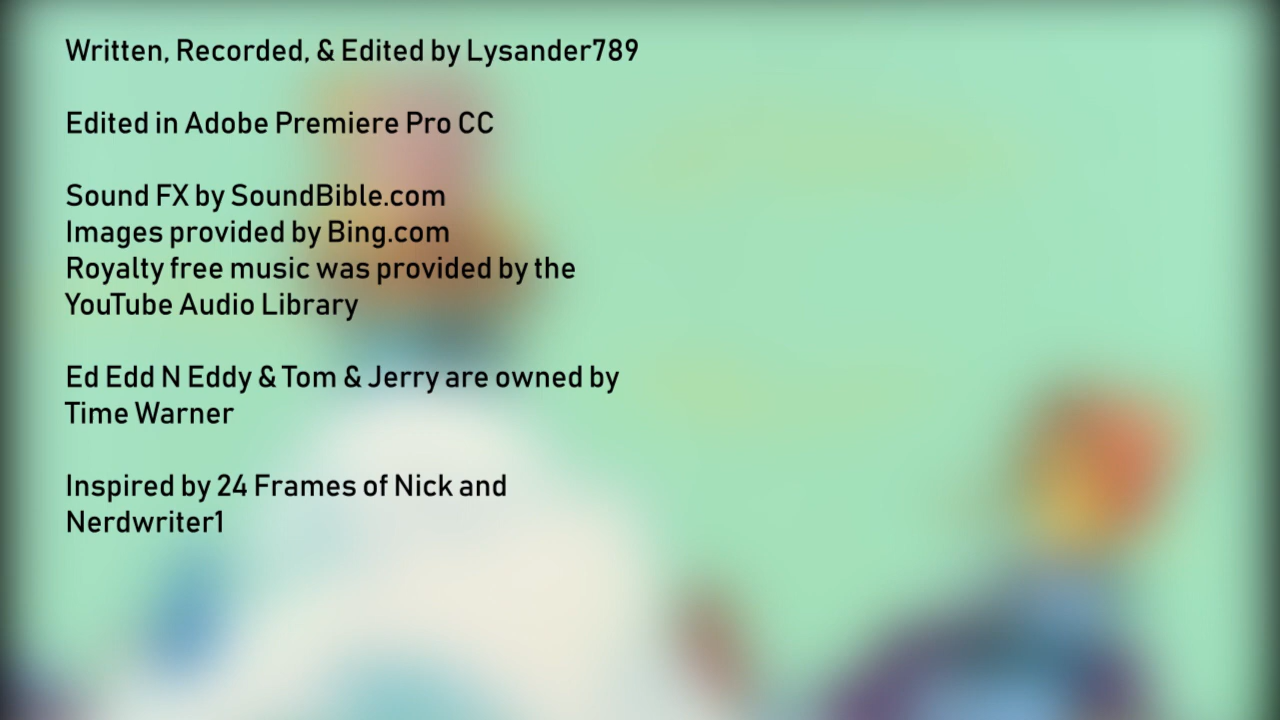 Written, Recorded, & Edited by Lysander789
Edited in Adobe Premiere Pro CC
Sound FX by SoundBible.com
Images provided by Bing.com
Royalty free music was provided by the
YouTube Audio Library
Ed Edd N Eddy & Tom & Jerry are owned by
Time Warner
Inspired by 24 Frames of Nick and
Nerdwriter1